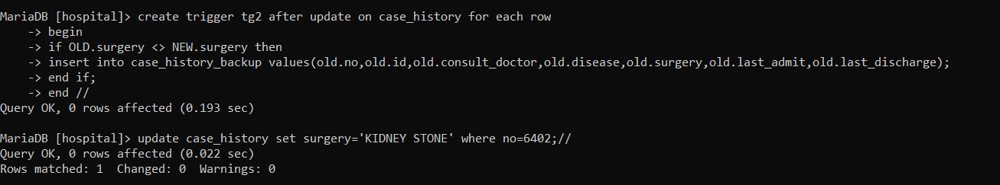 MariaDB [hospital]> create trigger tg2 after update on case_history for each row
    -> begin
    -> if OLD.surgery <> NEW.surgery then
    -> insert into case_history_backup values(old.no,old.id,old.consult_doctor,old.disease,old.surgery,old.last_admit,old.last_discharge);
    -> end if;
    -> end //
Query OK, 0 rows affected (0.193 sec)

MariaDB [hospital]> update case_history set surgery='KIDNEY STONE' where no=6402;//
Query OK, 0 rows affected (0.022 sec)
Rows matched: 1  Changed: 0  Warnings: 0